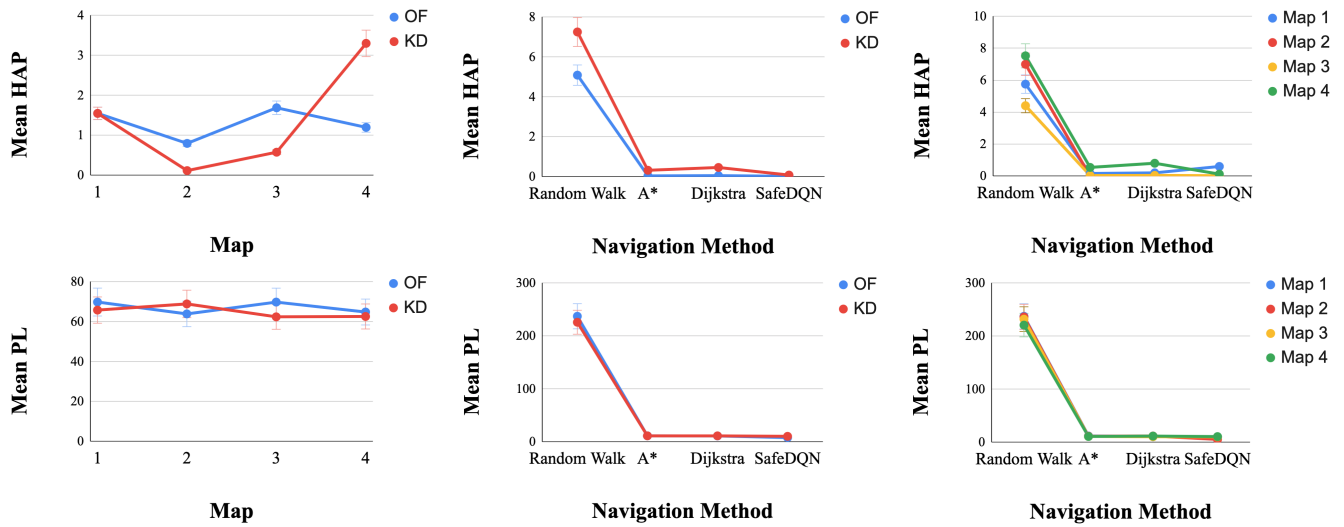 Mean HAP
4
3
2
1
0
1 2 3 4
Map
OF
KD
Mean HAP
8
6
4
2
0
Random Walk A* Dijkstra SafeDQN
Navigation Method
OF
KD
Mean HAP
10
8
6
4
2
0
Random Walk A* Dijkstra SafeDQN
Navigation Method
Map 1
Map 2
Map 3
Map 4
Mean PL
80
60
40
20
0
1 2 3 4
Map
OF
KD
Mean PL
300
200
100
0
Random Walk A* Dijkstra SafeDQN
Navigation Method
OF
KD
Mean PL
300
200
100
0
Random Walk A* Dijkstra SafeDQN
Navigation Method
Map 1
Map 2
Map 3
Map 4